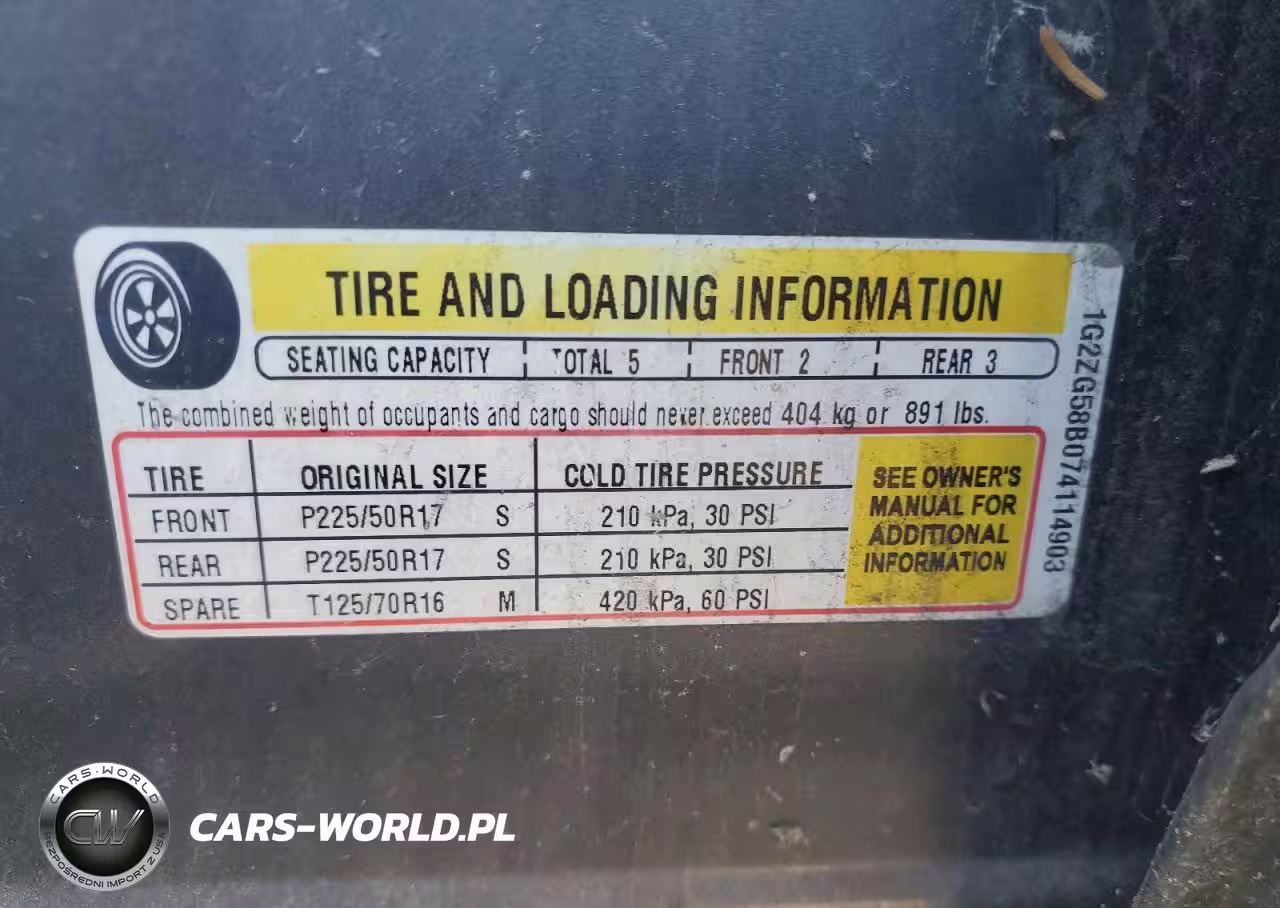 TIRE AND LOADING INFORMATION
SEATING CAPACITY TOTAL 5 FRONT 2 REAR 3
The combined weight of occupants and cargo should never exceed 404 kg or 891 lbs.
TIRE ORIGINAL SIZE COLD TIRE PRESSURE
FRONT P225/50R17 S 210 kPa, 30 PSI
REAR P225/50R17 S 210 kPa, 30 PSI
SPARE T125/70R16 M 420 kPa, 60 PSI
SEE OWNER'S
MANUAL FOR
ADDITIONAL
INFORMATION
1G2ZG58B074114903
CARS-WORLD
CW
BEZPOŚREDNI IMPORT Z USA
CARS-WORLD.PL